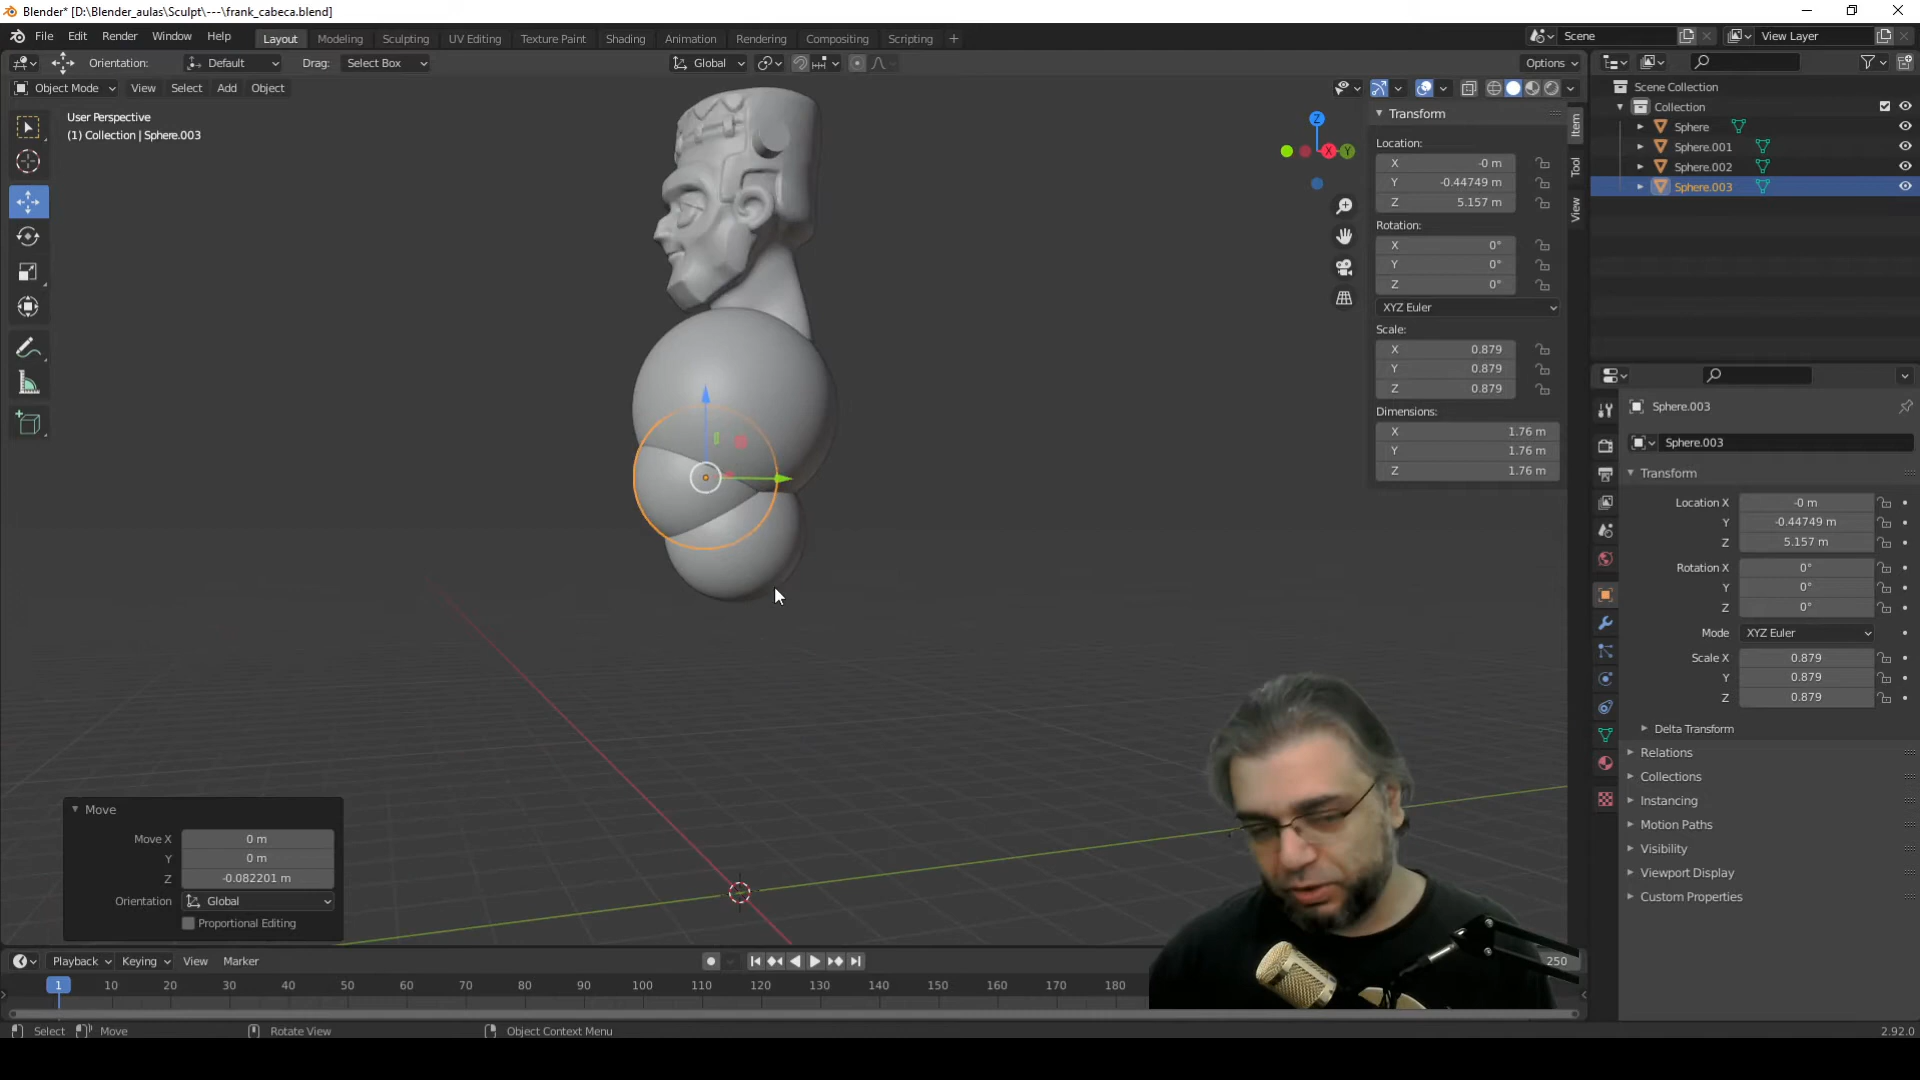 Blender* [D:\Blender_aulas\Sculpt\---\frank_cabeca.blend]
File Edit Render Window Help Layout Modeling Sculpting UV Editing Texture Paint Shading Animation Rendering Compositing Scripting + Scene View Layer
Orientation: Default Drag: Select Box Global Options
Object Mode View Select Add Object
User Perspective
(1) Collection | Sphere.003
Z
X
Y
Transform
Location:
X -0 m
Y -0.44749 m
Z 5.157 m
Rotation:
X 0°
Y 0°
Z 0°
XYZ Euler
Scale:
X 0.879
Y 0.879
Z 0.879
Dimensions:
X 1.76 m
Y 1.76 m
Z 1.76 m
Item
Tool
View
Scene Collection
Collection
Sphere
Sphere.001
Sphere.002
Sphere.003
Sphere.003
Sphere.003
Transform
Location X -0 m
Y -0.44749 m
Z 5.157 m
Rotation X 0°
Y 0°
Z 0°
Mode XYZ Euler
Scale X 0.879
Y 0.879
Z 0.879
Delta Transform
Relations
Collections
Instancing
Motion Paths
Visibility
Viewport Display
Custom Properties
Move
Move X 0 m
Y 0 m
Z -0.082201 m
Orientation Global
Proportional Editing
Playback Keying View Marker 250
1 10 20 30 40 50 60 70 80 90 100 110 120 130 140 150 160 170 180
Select Move Rotate View Object Context Menu 2.92.0